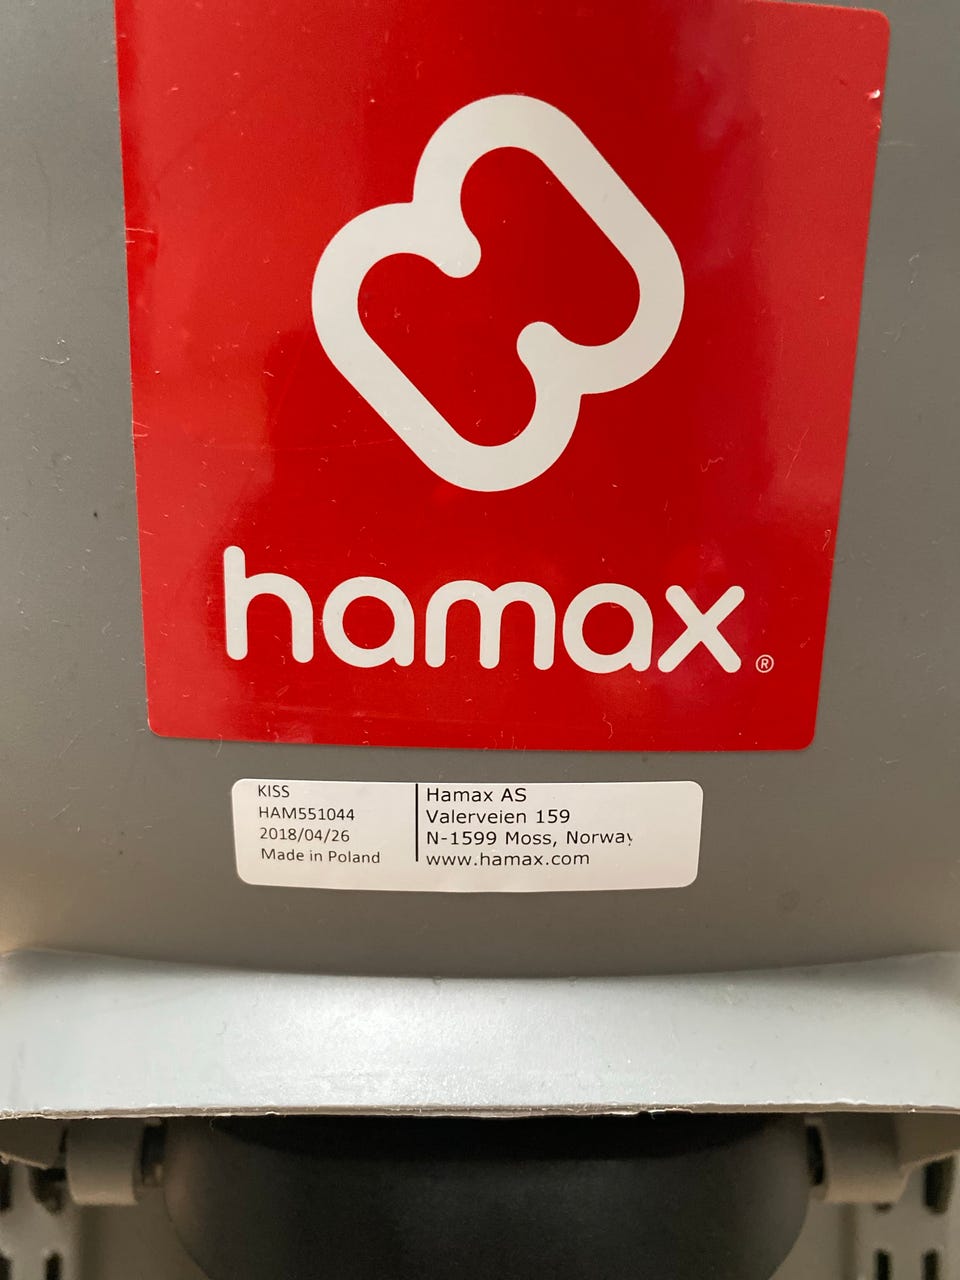 hamax®
KISS
HAM551044
2018/04/26
Made in Poland
Hamax AS
Valerveien 159
N-1599 Moss, Norway
www.hamax.com